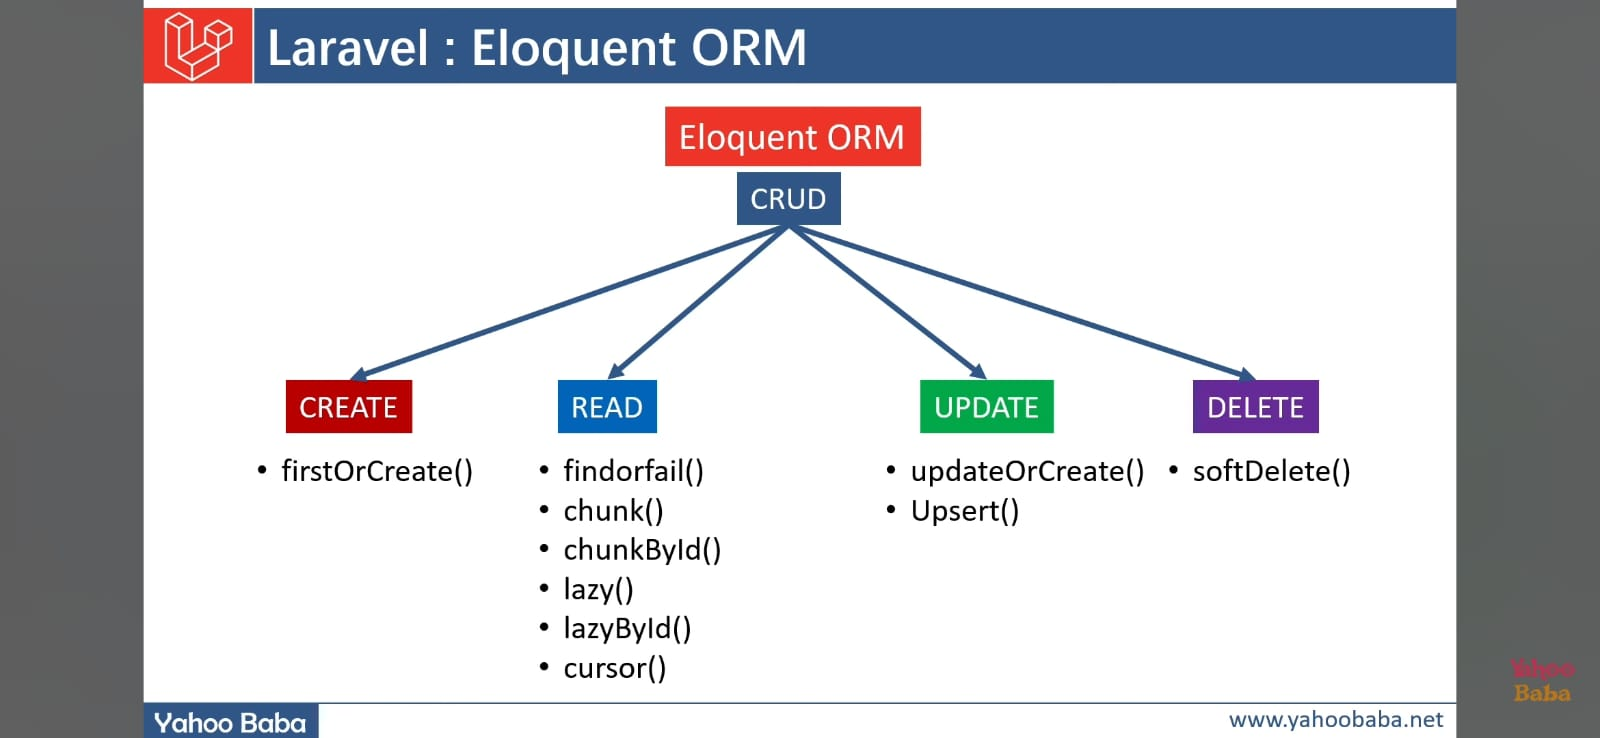 Laravel : Eloquent ORM
Eloquent ORM
CRUD
CREATE
• firstOrCreate()
READ
• findorfail()
• chunk()
• chunkById()
• lazy()
• lazyById()
• cursor()
UPDATE
• updateOrCreate()
• Upsert()
DELETE
• softDelete()
Yahoo Baba
www.yahoobaba.net
Yahoo
Baba